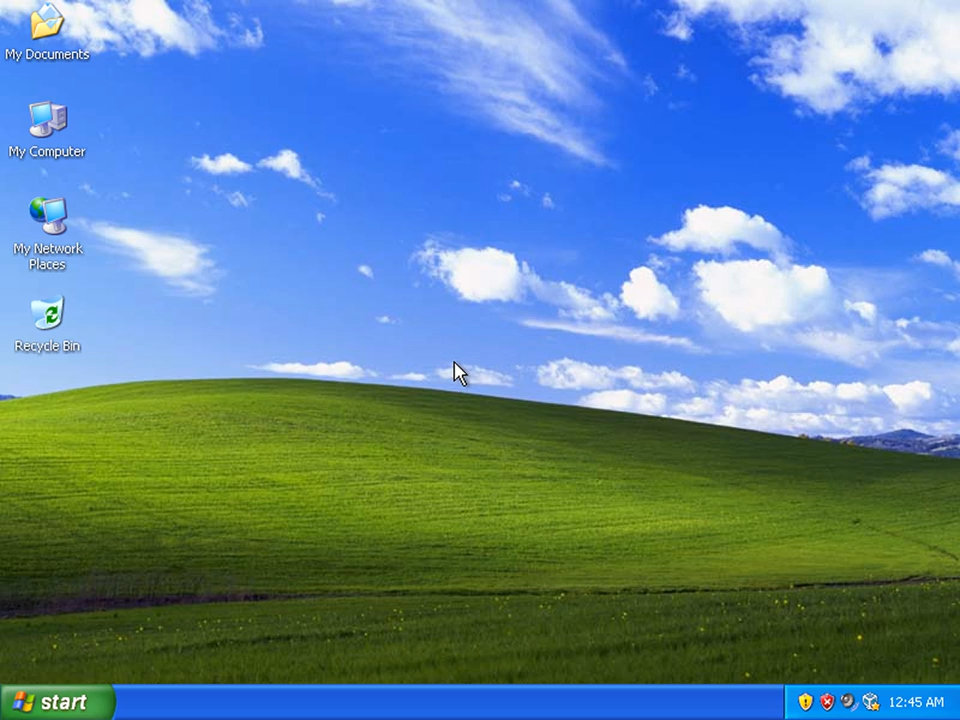 My Documents
My Computer
My Network
Places
Recycle Bin
start
12:45 AM